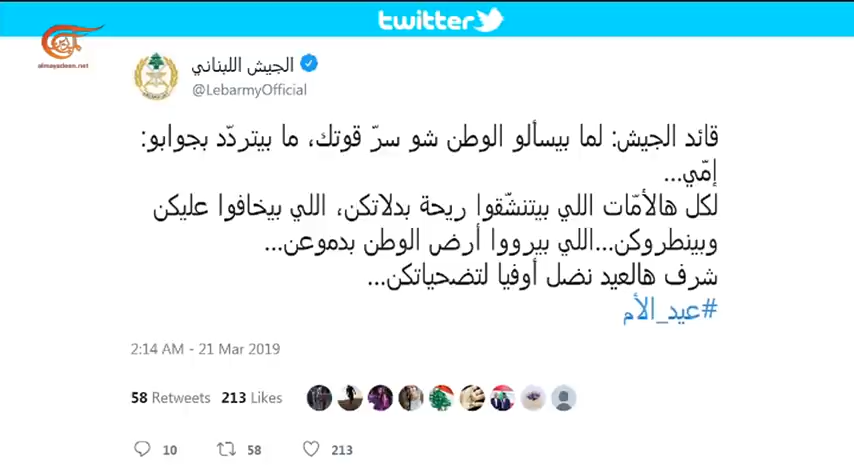 twitter
الميادين
almayadeen.net
الجيش اللبناني
@LebarmyOfficial
قائد الجيش: لما بيسألو الوطن شو سرّ قوتك، ما بيتردّد بجوابو:
إمّي...
لكل هالأمّات اللي بيتنشّقوا ريحة بدلاتكن، اللي بيخافوا عليكن
وبينطروكن...اللي بيرووا أرض الوطن بدموعن...
شرف هالعيد نضل أوفيا لتضحياتكن...
#عيد_الأم
2:14 AM - 21 Mar 2019
58 Retweets 213 Likes
10 58 213